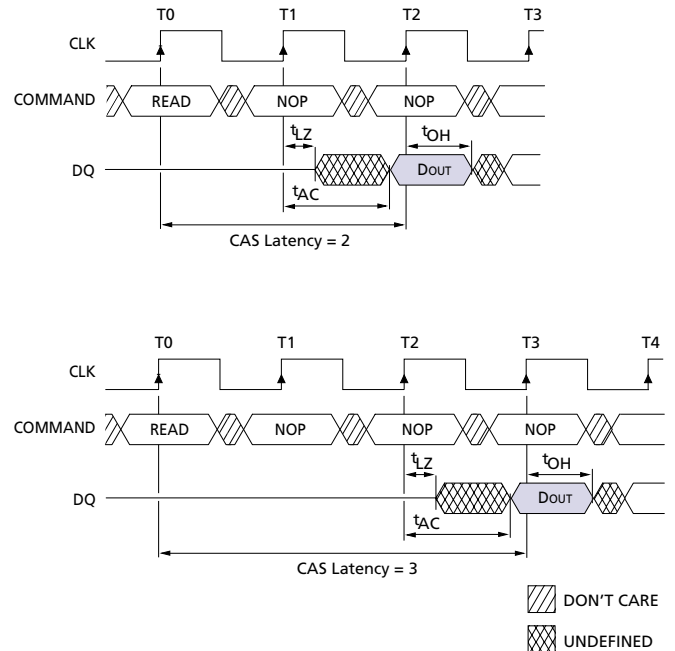 T0 T1 T2 T3
CLK
COMMAND READ NOP NOP
tLZ tOH
DQ DOUT
tAC
CAS Latency = 2
T0 T1 T2 T3 T4
CLK
COMMAND READ NOP NOP NOP
tLZ tOH
DQ DOUT
tAC
CAS Latency = 3
DON'T CARE
UNDEFINED